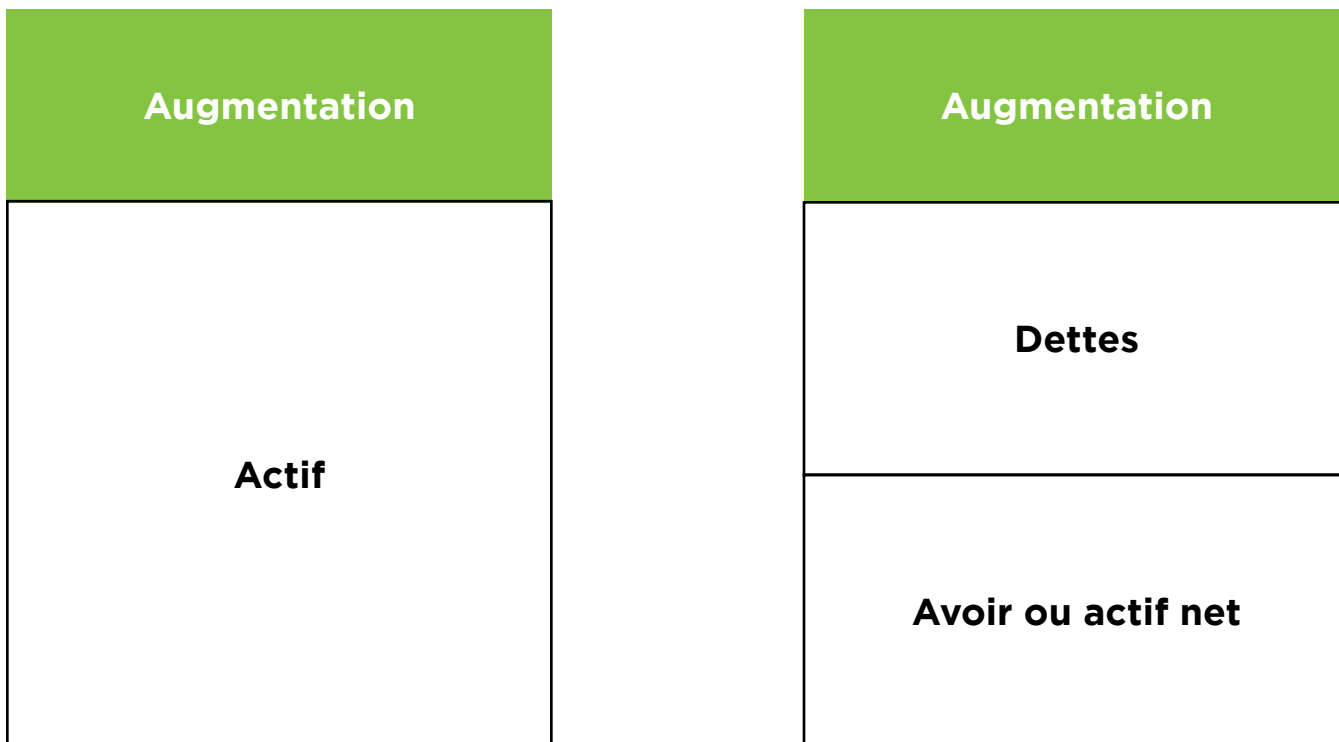 Augmentation
Actif
Augmentation
Dettes
Avoir ou actif net